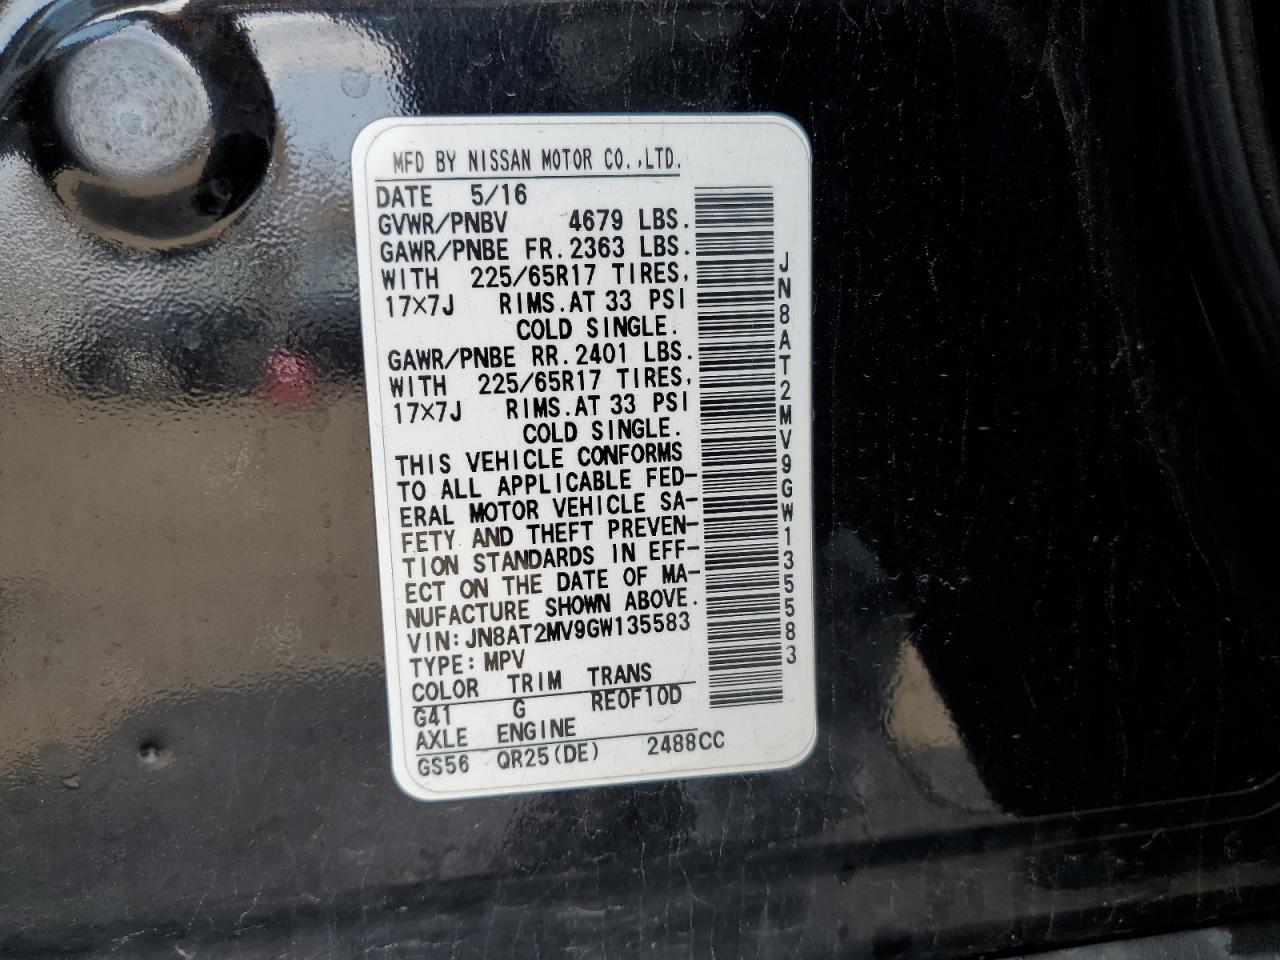 MFD BY NISSAN MOTOR CO.,LTD.
DATE 5/16
GVWR/PNBV 4679 LBS.
GAWR/PNBE FR. 2363 LBS.
WITH 225/65R17 TIRES,
17×7J RIMS.AT 33 PSI
COLD SINGLE.
GAWR/PNBE RR. 2401 LBS.
WITH 225/65R17 TIRES,
17×7J RIMS.AT 33 PSI
COLD SINGLE.
THIS VEHICLE CONFORMS
TO ALL APPLICABLE FED-
ERAL MOTOR VEHICLE SA-
FETY AND THEFT PREVEN-
TION STANDARDS IN EFF-
ECT ON THE DATE OF MA-
NUFACTURE SHOWN ABOVE.
VIN: JN8AT2MV9GW135583
TYPE: MPV
COLOR TRIM TRANS
G41 G RE0F10D
AXLE ENGINE
GS56 QR25(DE) 2488CC
JN8AT2MV9GW135583